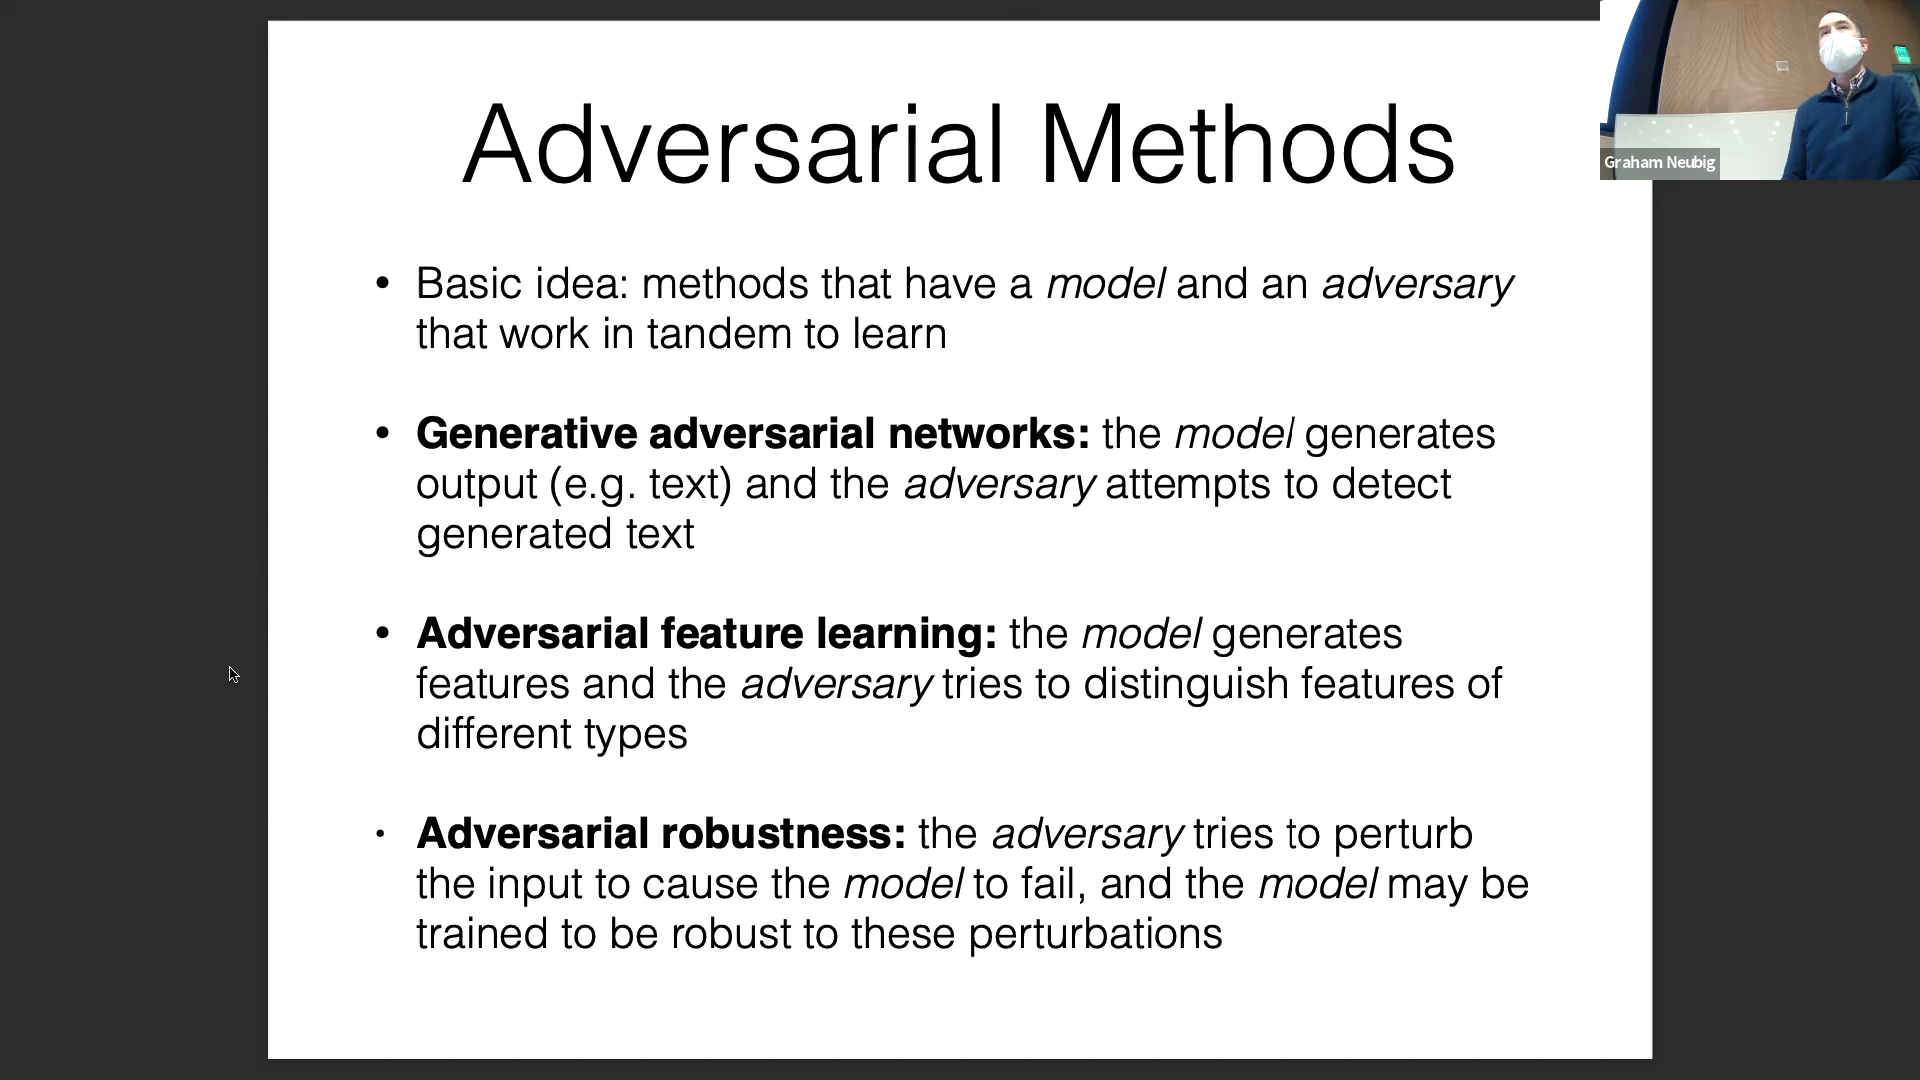 Adversarial Methods
Graham Neubig
• Basic idea: methods that have a model and an adversary
that work in tandem to learn
• Generative adversarial networks: the model generates
output (e.g. text) and the adversary attempts to detect
generated text
• Adversarial feature learning: the model generates
features and the adversary tries to distinguish features of
different types
• Adversarial robustness: the adversary tries to perturb
the input to cause the model to fail, and the model may be
trained to be robust to these perturbations